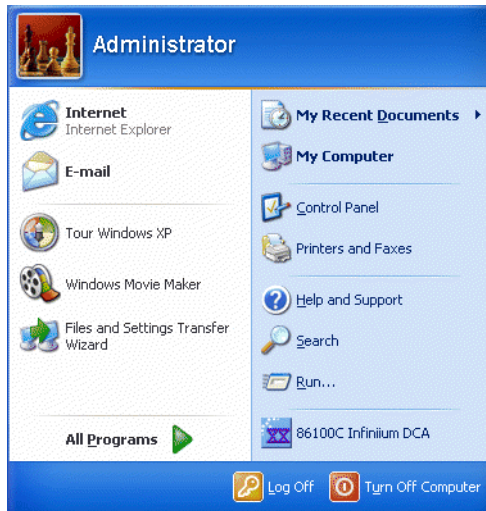 Administrator
Internet
Internet Explorer
E-mail
Tour Windows XP
Windows Movie Maker
Files and Settings Transfer
Wizard
All Programs
My Recent Documents
My Computer
Control Panel
Printers and Faxes
Help and Support
Search
Run...
86100C Infiniium DCA
Log Off
Turn Off Computer